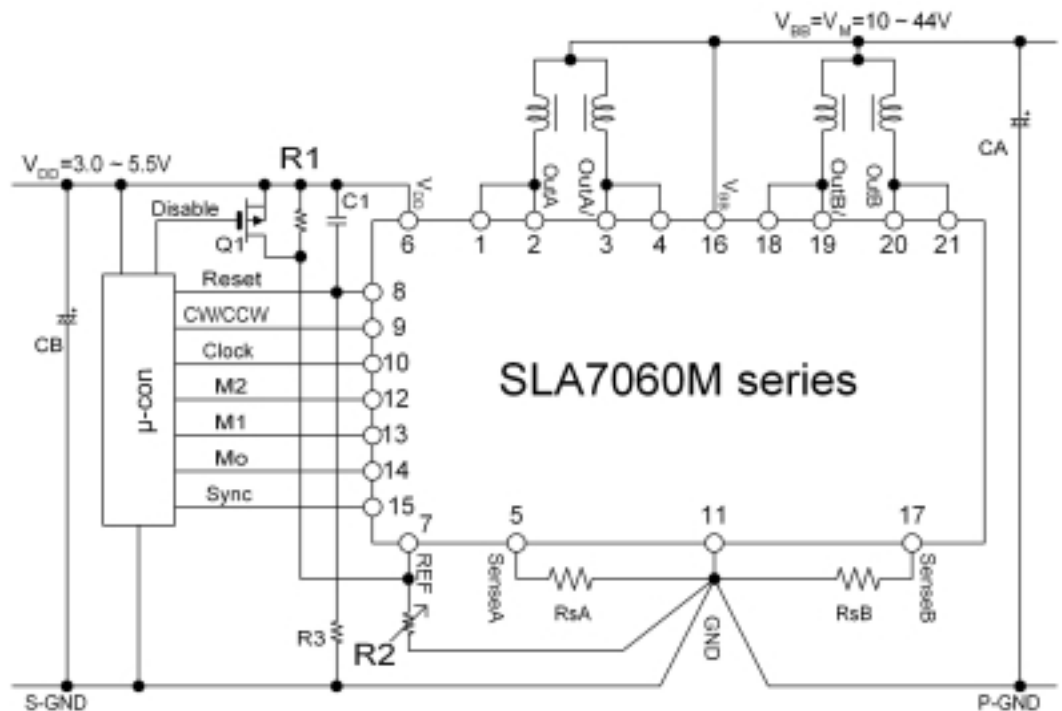 V_BB=V_M=10 ~ 44V
CA
V_DD=3.0 ~ 5.5V
R1
C1
V_DD
OutA
OutA/
V_BB
OutB/
OutB
Disable
Q1
6
1
2
3
4
16
18
19
20
21
Reset
8
CW/CCW
9
CB
Clock
10
SLA7060M series
μ-con
M2
12
M1
13
Mo
14
Sync
15
7
5
11
17
REF
SenseA
RsA
GND
RsB
SenseB
R3
R2
S-GND
P-GND